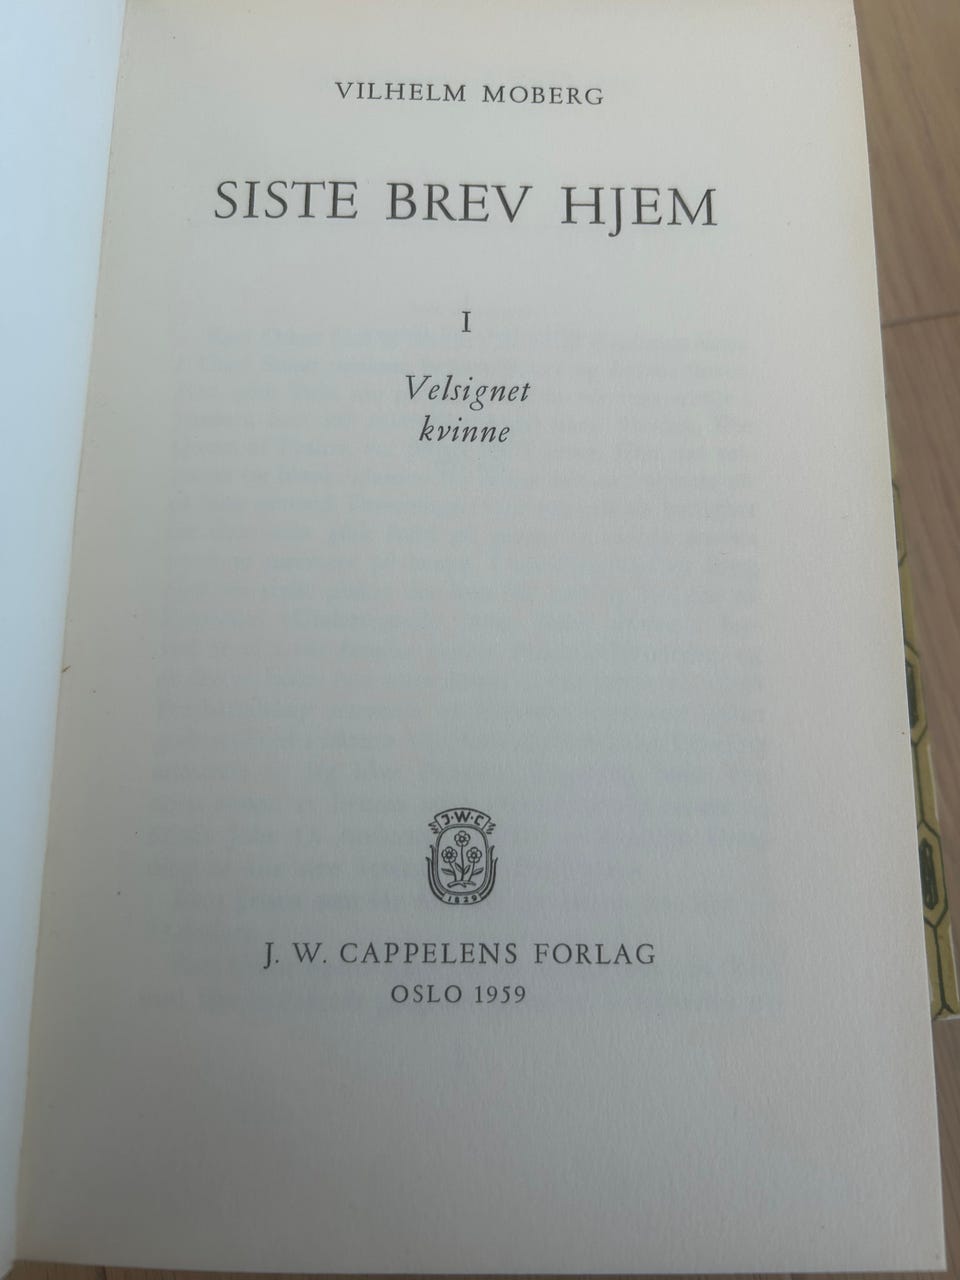 VILHELM MOBERG
SISTE BREV HJEM
I
Velsignet
kvinne
J.W.C
1829
J. W. CAPPELENS FORLAG
OSLO 1959